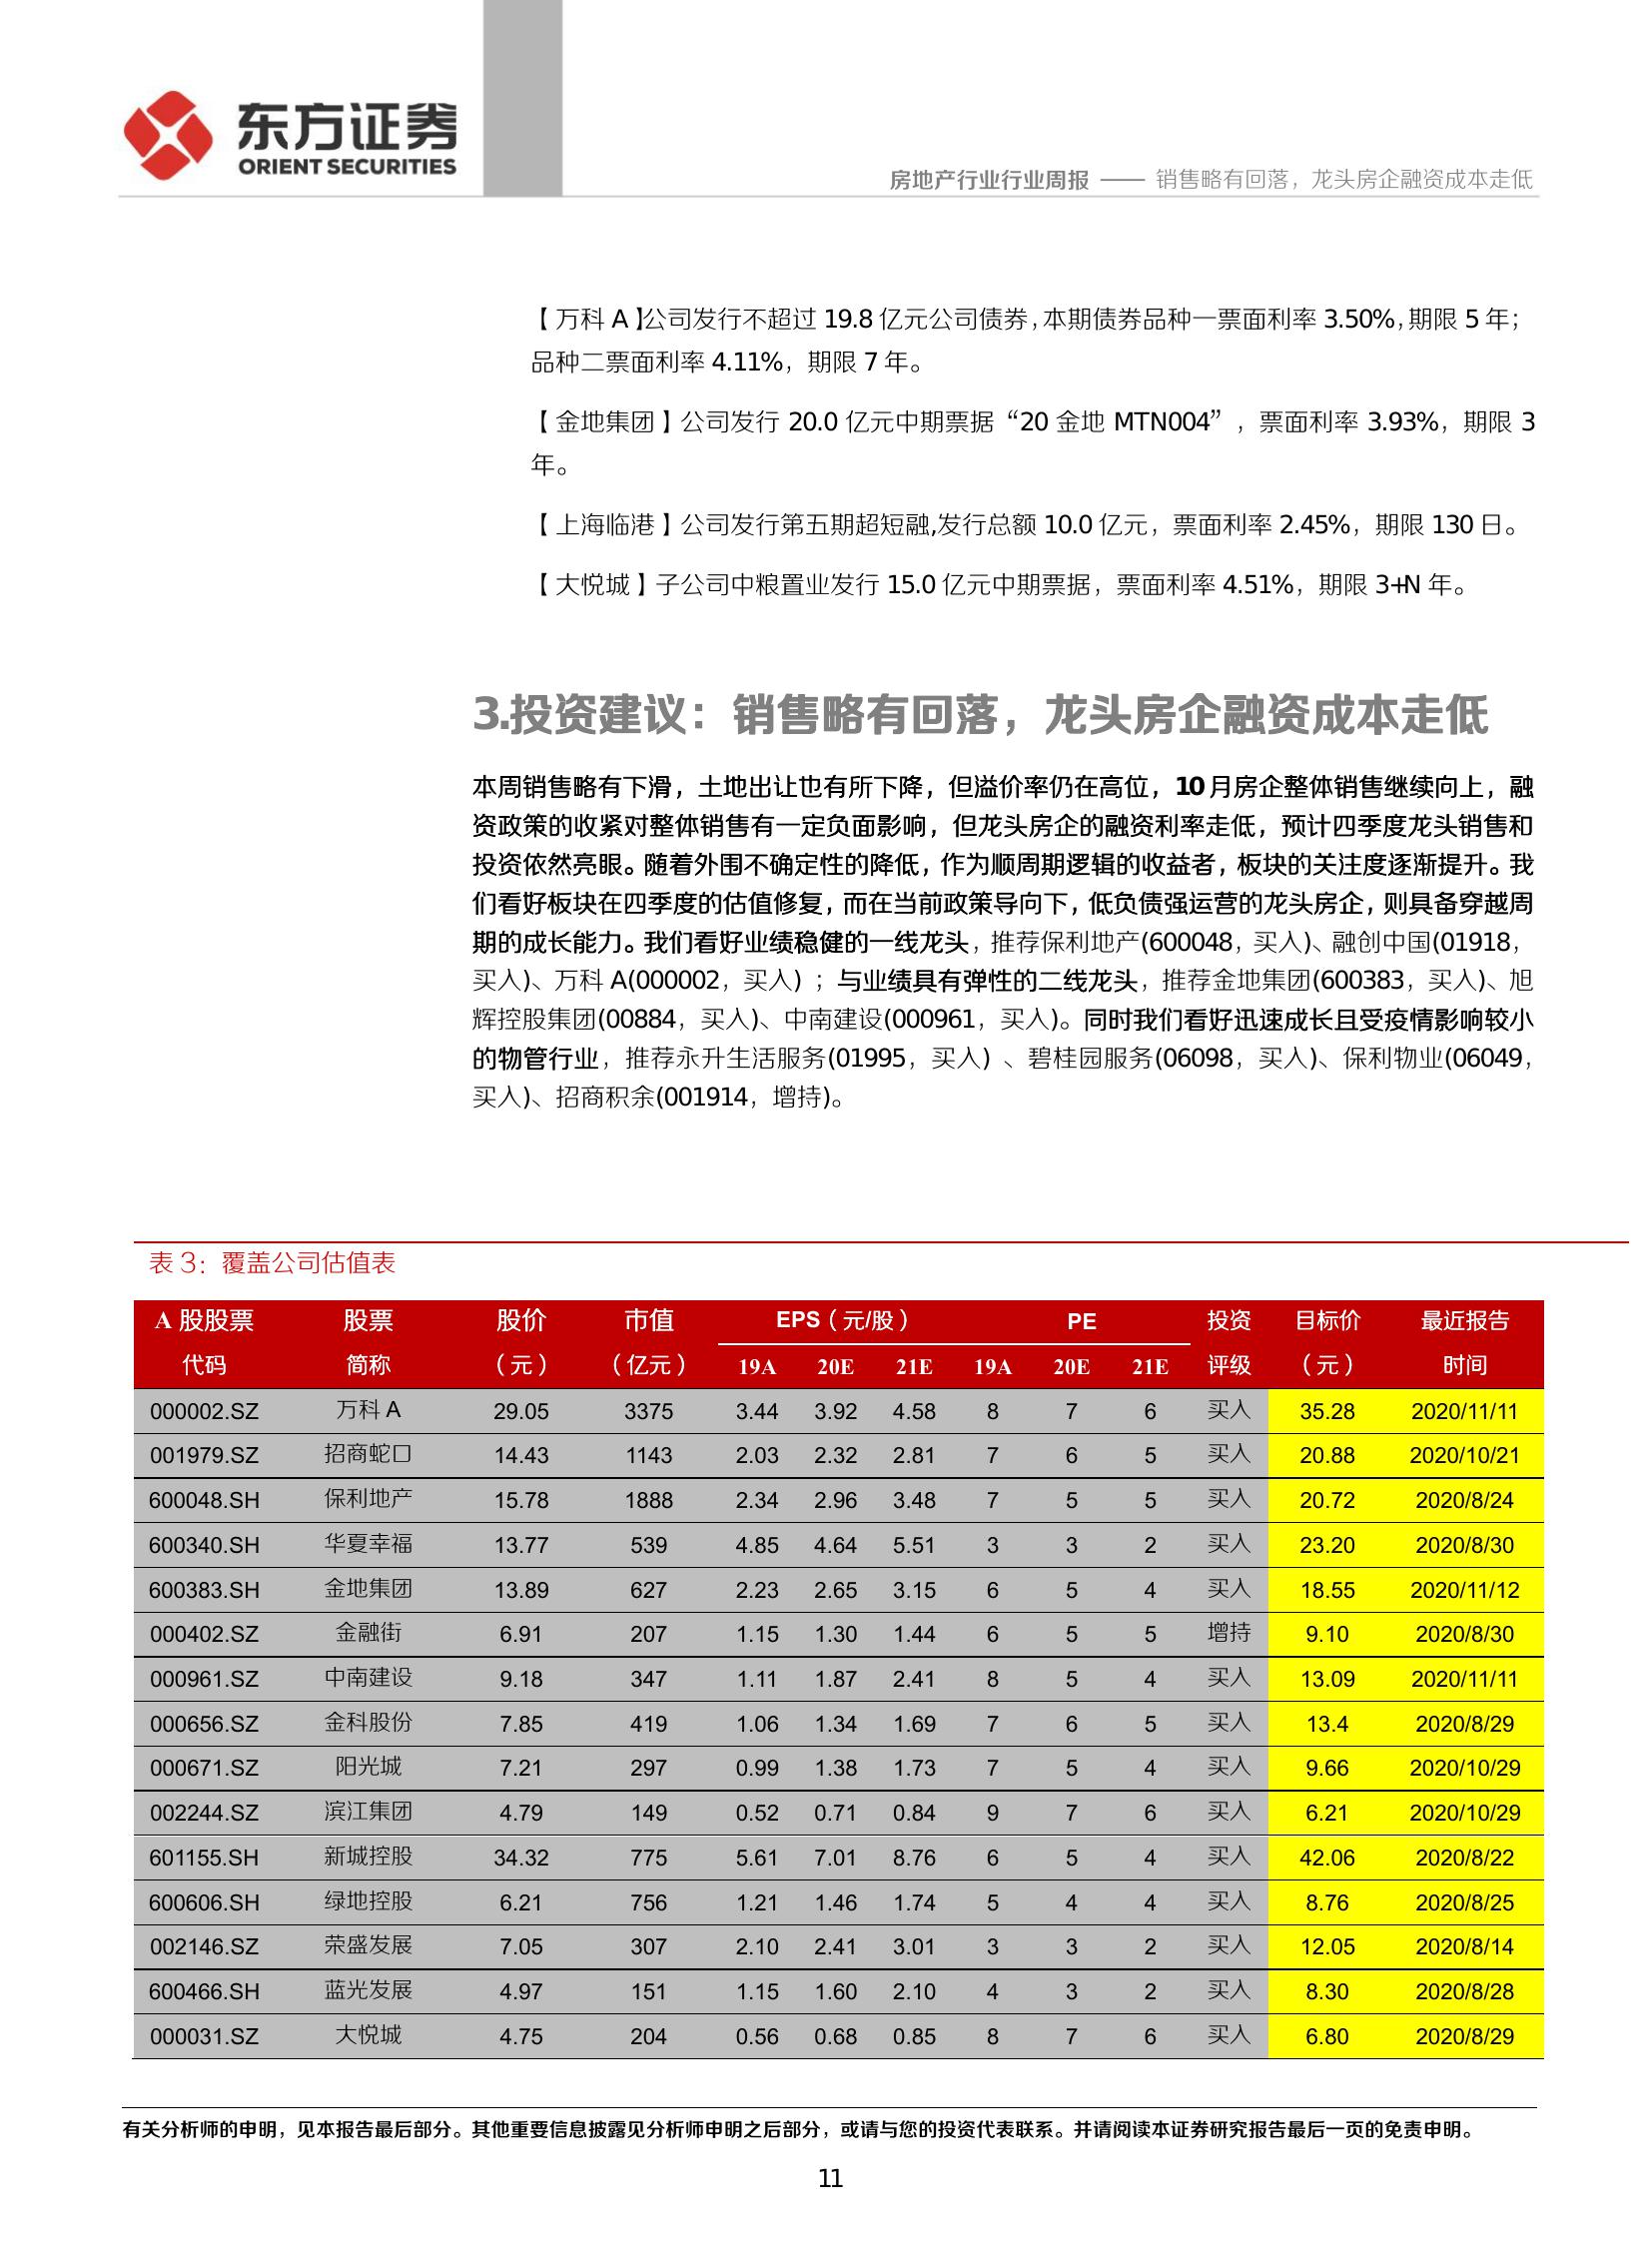 东方证券
ORIENT SECURITIES
房地产行业行业周报 —— 销售略有回落，龙头房企融资成本走低
【万科 A】公司发行不超过 19.8 亿元公司债券，本期债券品种一票面利率 3.50%，期限 5 年；
品种二票面利率 4.11%，期限 7 年。
【金地集团】公司发行 20.0 亿元中期票据“20 金地 MTN004”，票面利率 3.93%，期限 3
年。
【上海临港】公司发行第五期超短融,发行总额 10.0 亿元，票面利率 2.45%，期限 130 日。
【大悦城】子公司中粮置业发行 15.0 亿元中期票据，票面利率 4.51%，期限 3+N 年。
3.投资建议：销售略有回落，龙头房企融资成本走低
本周销售略有下滑，土地出让也有所下降，但溢价率仍在高位，10 月房企整体销售继续向上，融
资政策的收紧对整体销售有一定负面影响，但龙头房企的融资利率走低，预计四季度龙头销售和
投资依然亮眼。随着外围不确定性的降低，作为顺周期逻辑的收益者，板块的关注度逐渐提升。我
们看好板块在四季度的估值修复，而在当前政策导向下，低负债强运营的龙头房企，则具备穿越周
期的成长能力。我们看好业绩稳健的一线龙头，推荐保利地产(600048，买入)、融创中国(01918，
买入)、万科 A(000002，买入)；与业绩具有弹性的二线龙头，推荐金地集团(600383，买入)、旭
辉控股集团(00884，买入)、中南建设(000961，买入)。同时我们看好迅速成长且受疫情影响较小
的物管行业，推荐永升生活服务(01995，买入) 、碧桂园服务(06098，买入)、保利物业(06049，
买入)、招商积余(001914，增持)。
表 3：覆盖公司估值表
A 股股票 股票 股价 市值 EPS（元/股） PE 投资 目标价 最近报告
代码 简称 （元） （亿元） 19A 20E 21E 19A 20E 21E 评级 （元） 时间
000002.SZ 万科 A 29.05 3375 3.44 3.92 4.58 8 7 6 买入 35.28 2020/11/11
001979.SZ 招商蛇口 14.43 1143 2.03 2.32 2.81 7 6 5 买入 20.88 2020/10/21
600048.SH 保利地产 15.78 1888 2.34 2.96 3.48 7 5 5 买入 20.72 2020/8/24
600340.SH 华夏幸福 13.77 539 4.85 4.64 5.51 3 3 2 买入 23.20 2020/8/30
600383.SH 金地集团 13.89 627 2.23 2.65 3.15 6 5 4 买入 18.55 2020/11/12
000402.SZ 金融街 6.91 207 1.15 1.30 1.44 6 5 5 增持 9.10 2020/8/30
000961.SZ 中南建设 9.18 347 1.11 1.87 2.41 8 5 4 买入 13.09 2020/11/11
000656.SZ 金科股份 7.85 419 1.06 1.34 1.69 7 6 5 买入 13.4 2020/8/29
000671.SZ 阳光城 7.21 297 0.99 1.38 1.73 7 5 4 买入 9.66 2020/10/29
002244.SZ 滨江集团 4.79 149 0.52 0.71 0.84 9 7 6 买入 6.21 2020/10/29
601155.SH 新城控股 34.32 775 5.61 7.01 8.76 6 5 4 买入 42.06 2020/8/22
600606.SH 绿地控股 6.21 756 1.21 1.46 1.74 5 4 4 买入 8.76 2020/8/25
002146.SZ 荣盛发展 7.05 307 2.10 2.41 3.01 3 3 2 买入 12.05 2020/8/14
600466.SH 蓝光发展 4.97 151 1.15 1.60 2.10 4 3 2 买入 8.30 2020/8/28
000031.SZ 大悦城 4.75 204 0.56 0.68 0.85 8 7 6 买入 6.80 2020/8/29
有关分析师的申明，见本报告最后部分。其他重要信息披露见分析师申明之后部分，或请与您的投资代表联系。并请阅读本证券研究报告最后一页的免责申明。
11